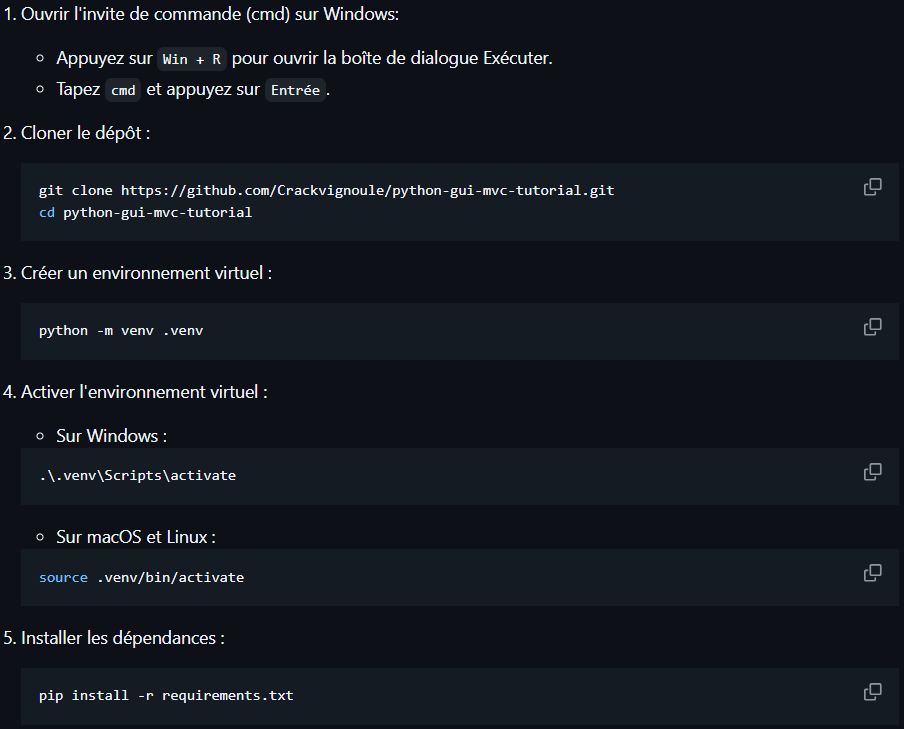 1. Ouvrir l'invite de commande (cmd) sur Windows:
Appuyez sur Win + R pour ouvrir la boîte de dialogue Exécuter.
Tapez cmd et appuyez sur Entrée.
2. Cloner le dépôt :
git clone https://github.com/Crackvignoule/python-gui-mvc-tutorial.git
cd python-gui-mvc-tutorial
3. Créer un environnement virtuel :
python -m venv .venv
4. Activer l'environnement virtuel :
Sur Windows :
.\.venv\Scripts\activate
Sur macOS et Linux :
source .venv/bin/activate
5. Installer les dépendances :
pip install -r requirements.txt